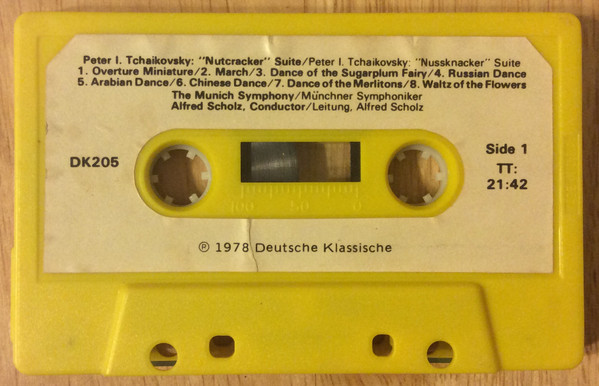 Peter I. Tchaikovsky: "Nutcracker" Suite/Peter I. Tchaikovsky: "Nussknacker" Suite
1. Overture Miniature/2. March/3. Dance of the Sugarplum Fairy/4. Russian Dance
5. Arabian Dance/6. Chinese Dance/7. Dance of the Merlitons/8. Waltz of the Flowers
The Munich Symphony/Münchner Symphoniker
Alfred Scholz, Conductor/Leitung, Alfred Scholz
DK205
Side 1
TT:
21:42
100 50 0
℗ 1978 Deutsche Klassische